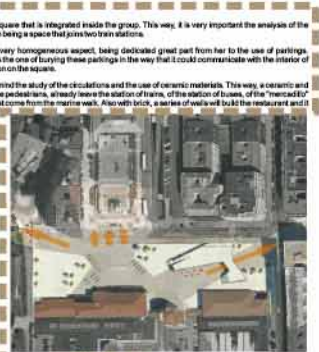 quare that is integrated inside the group. This way, it is very important the analysis of the
being a space that joins two train stations.
very homogeneous aspect, being dedicated great part from her to the use of parkings.
the one of burying these parkings in the way that it could communicate with the interior of
on the square.
mind the study of the circulations and the use of ceramic materials. This way, a ceramic and
pedestrians, already leave the station of trains, of the station of buses, of the "mercadillo"
t come from the marine walk. Also with brick, a series of walls will build the restaurant and it